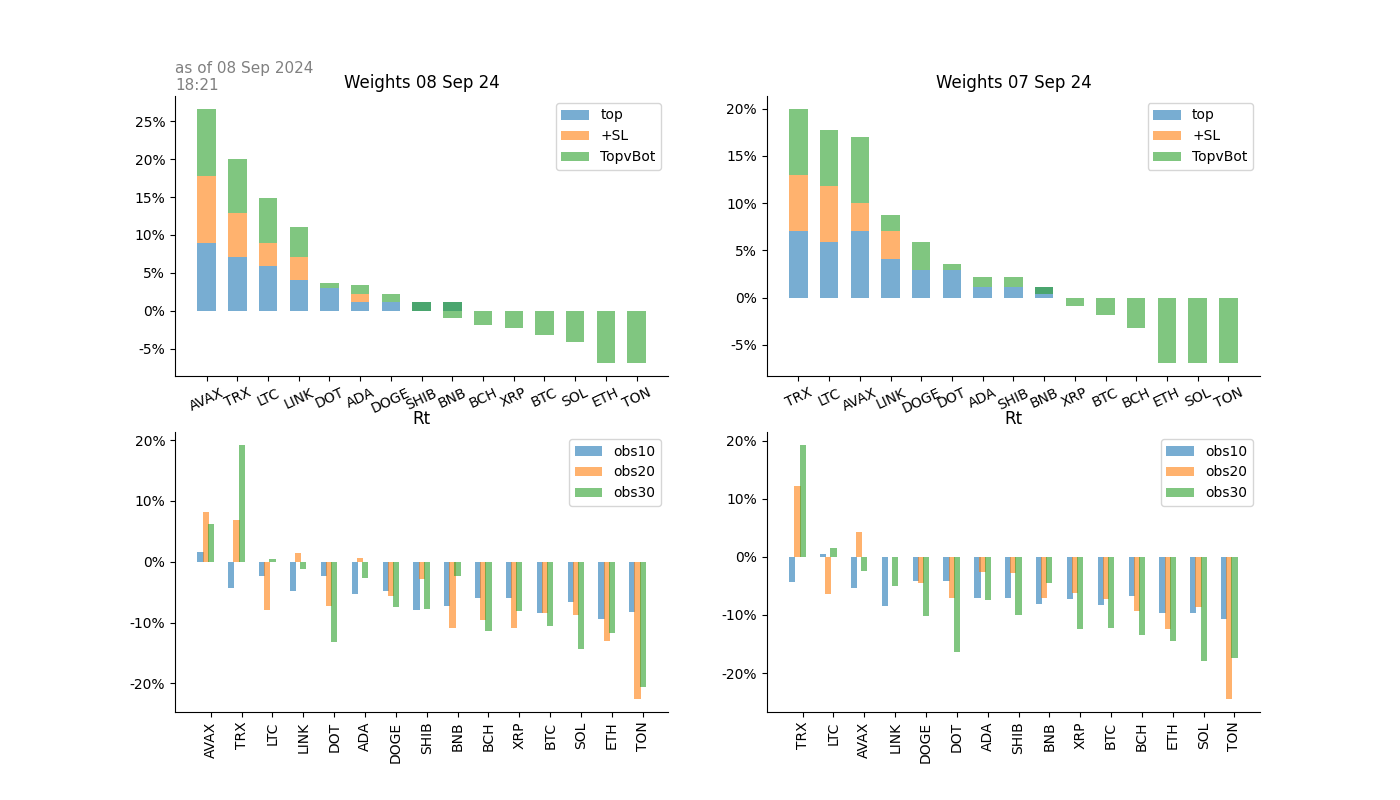 as of 08 Sep 2024
18:21
Weights 08 Sep 24
25%
20%
15%
10%
5%
0%
-5%
top
+SL
TopvBot
AVAX TRX LTC LINK DOT ADA DOGE SHIB BNB BCH XRP BTC SOL ETH TON
Weights 07 Sep 24
20%
15%
10%
5%
0%
-5%
top
+SL
TopvBot
TRX LTC AVAX LINK DOGE DOT ADA SHIB BNB XRP BTC BCH ETH SOL TON
Rt
20%
10%
0%
-10%
-20%
obs10
obs20
obs30
AVAX TRX LTC LINK DOT ADA DOGE SHIB BNB BCH XRP BTC SOL ETH TON
Rt
20%
10%
0%
-10%
-20%
obs10
obs20
obs30
TRX LTC AVAX LINK DOGE DOT ADA SHIB BNB XRP BTC BCH ETH SOL TON